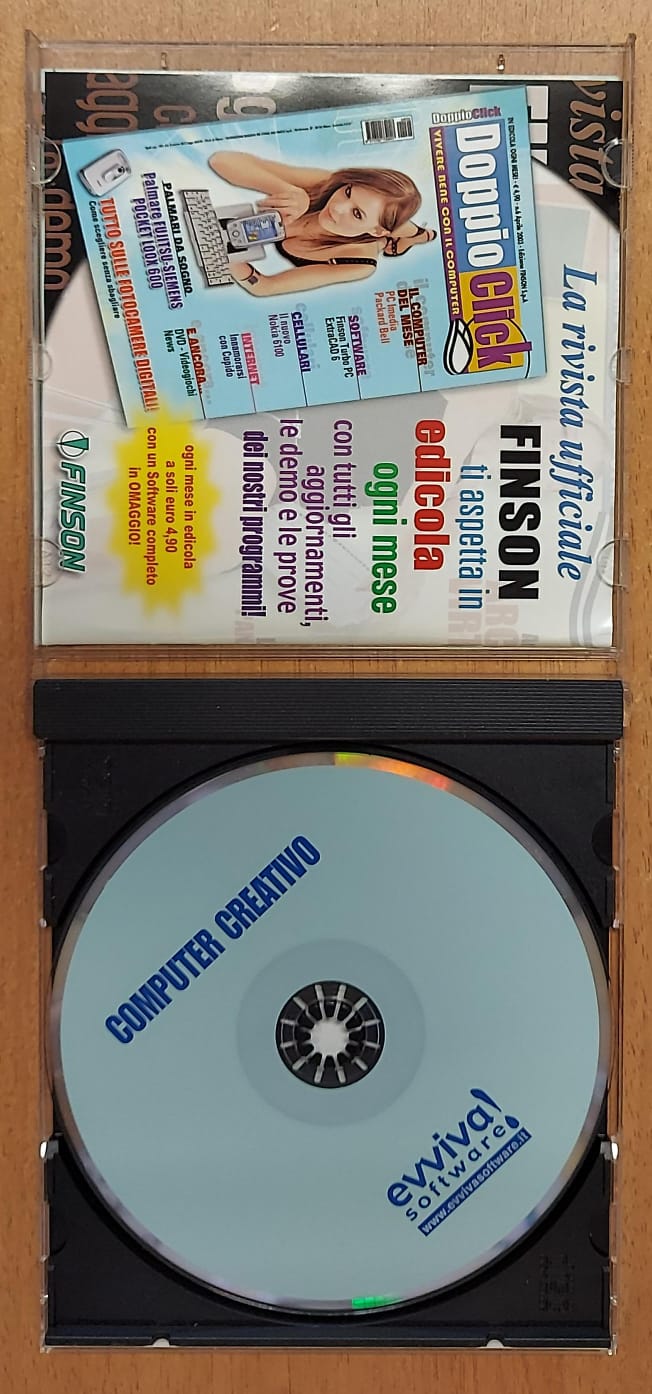 La rivista ufficiale
FINSON
ti aspetta in
edicola
ogni mese
con tutti gli
aggiornamenti,
le demo e le prove
dei nostri programmi!
ogni mese in edicola
a soli euro 4,90
con un Software completo
in OMAGGIO!
FINSON
DoppioClick
Doppio Click
VIVERE BENE CON IL COMPUTER
IL COMPUTER
DEL MESE
PC Imedia
Packard Bell
SOFTWARE
Finson Turbo PC
ExtraCAD 6
CELLULARI
Il nuovo
Nokia 6100
INTERNET
Innamorarsi
con Cupido
E ANCORA...
DVD - Videogiochi
News
PALMARI DA SOGNO
Palmare FUJITSU-SIEMENS
POCKET LOOX 600
TUTTO SULLE FOTOCAMERE DIGITALI!
Come scegliere senza sbagliare
COMPUTER CREATIVO
evviva!
software
www.evvivasoftware.it